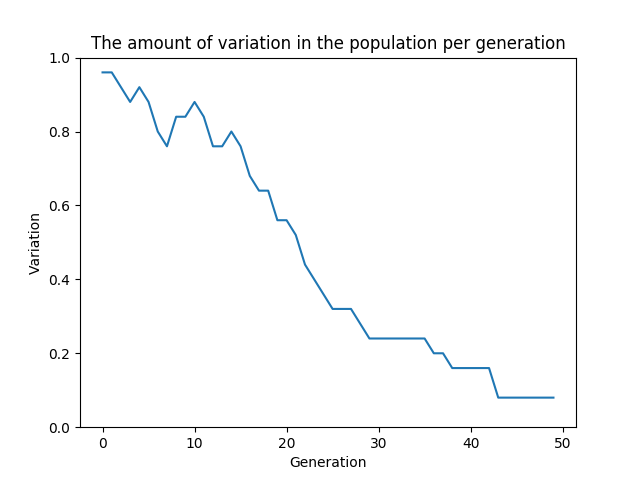 The amount of variation in the population per generation
1.0
0.8
0.6
0.4
0.2
0.0
Variation
0 10 20 30 40 50
Generation